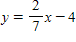 y = 2/7 x − 4